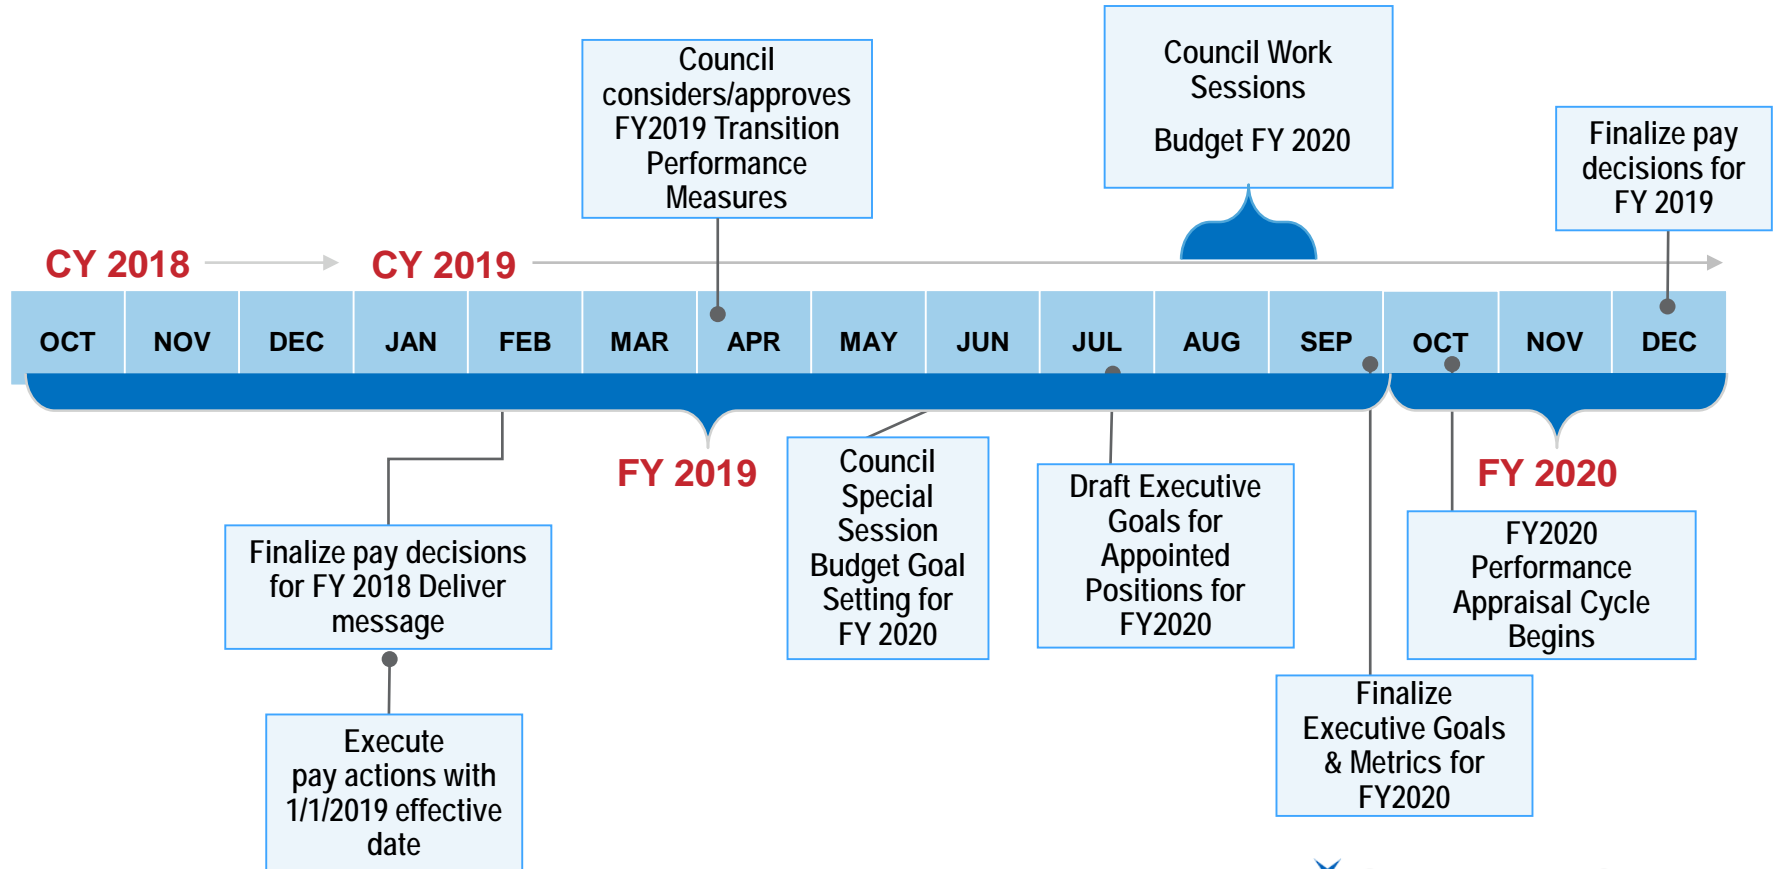 Council
considers/approves
FY2019 Transition
Performance
Measures
Council Work
Sessions
Budget FY 2020
Finalize pay
decisions for
FY 2019
CY 2018
CY 2019
OCT NOV DEC JAN FEB MAR APR MAY JUN JUL AUG SEP OCT NOV DEC
FY 2019
FY 2020
Finalize pay decisions
for FY 2018 Deliver
message
Execute
pay actions with
1/1/2019 effective
date
Council
Special
Session
Budget Goal
Setting for
FY 2020
Draft Executive
Goals for
Appointed
Positions for
FY2020
Finalize
Executive Goals
& Metrics for
FY2020
FY2020
Performance
Appraisal Cycle
Begins